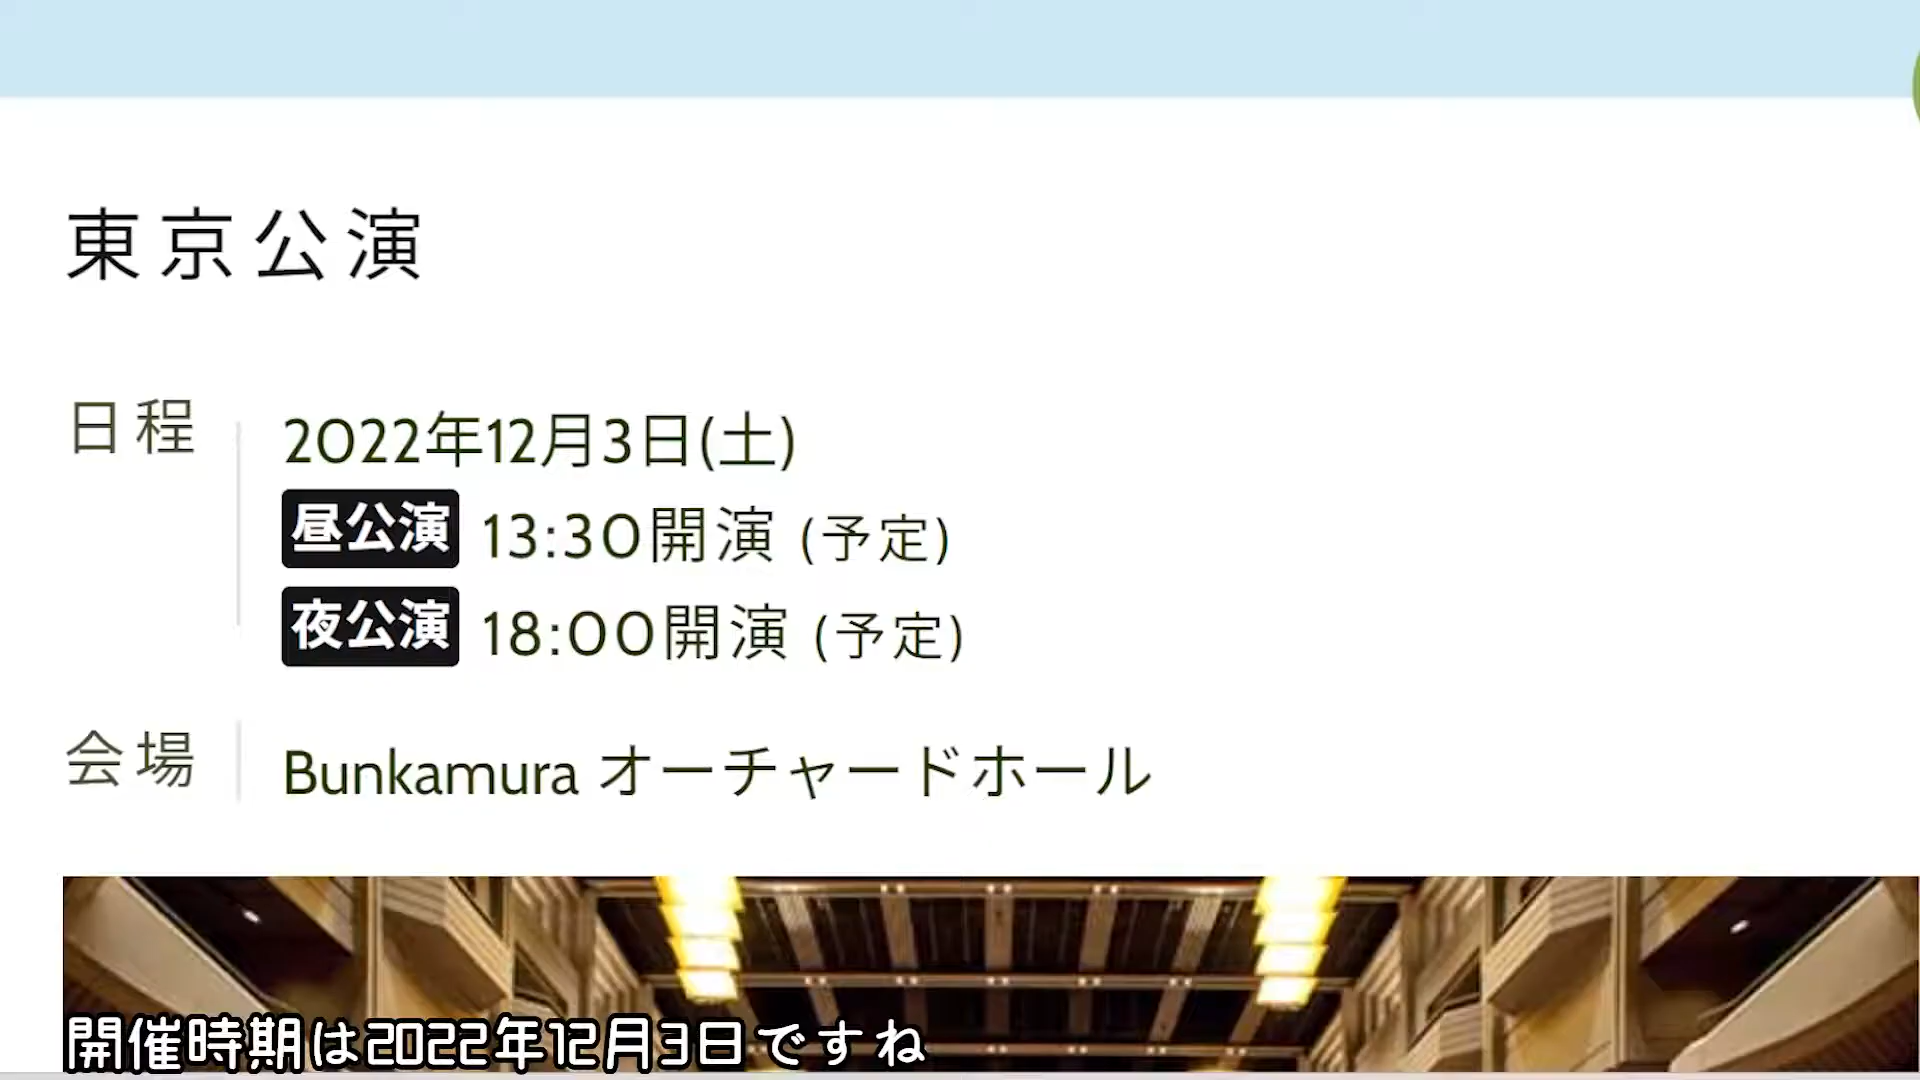 東京公演
日程
2022年12月3日(土)
昼公演 13:30開演 (予定)
夜公演 18:00開演 (予定)
会場
Bunkamura オーチャードホール
開催時期は2022年12月3日ですね